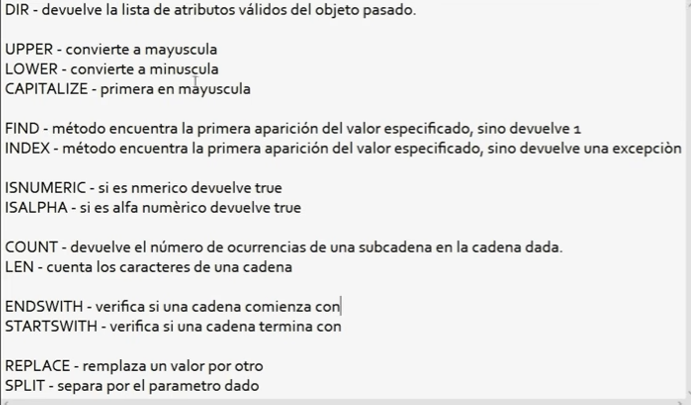 DIR - devuelve la lista de atributos válidos del objeto pasado.
UPPER - convierte a mayuscula
LOWER - convierte a minuscula
CAPITALIZE - primera en mayuscula
FIND - método encuentra la primera aparición del valor especificado, sino devuelve 1
INDEX - método encuentra la primera aparición del valor especificado, sino devuelve una excepciòn
ISNUMERIC - si es nmerico devuelve true
ISALPHA - si es alfa numèrico devuelve true
COUNT - devuelve el número de ocurrencias de una subcadena en la cadena dada.
LEN - cuenta los caracteres de una cadena
ENDSWITH - verifica si una cadena comienza con
STARTSWITH - verifica si una cadena termina con
REPLACE - remplaza un valor por otro
SPLIT - separa por el parametro dado